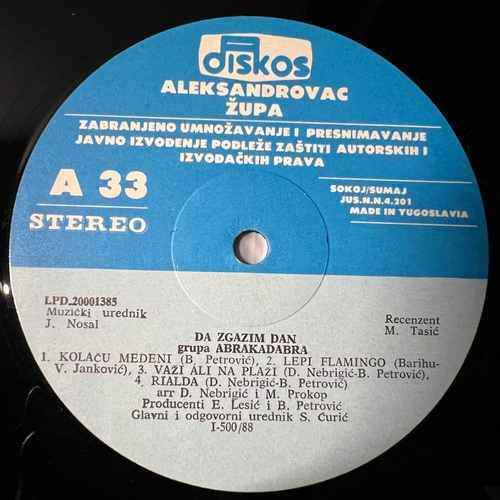 diskos
ALEKSANDROVAC
ŽUPA
ZABRANJENO UMNOŽAVANJE I PRESNIMAVANJE
JAVNO IZVOĐENJE PODLEŽE ZAŠTITI AUTORSKIH I
IZVOĐAČKIH PRAVA
A 33
STEREO
SOKOJ/SUMAJ
JUS.N.N.4.201
MADE IN YUGOSLAVIA
LPD.20001385
Muzički urednik
J. Nosal
Recenzent
M. Tasić
DA ZGAZIM DAN
grupa ABRAKADABRA
1. KOLAČU MEDENI (B. Petrović), 2. LEPI FLAMINGO (Barihu-
V. Janković), 3. VAŽI ALI NA PLAŽI (D. Nebrigić-B. Petrović),
4. RIALDA (D. Nebrigić-B. Petrović)
arr D. Nebrigić i M. Prokop
Producenti E. Lesić i B. Petrović
Glavni i odgovorni urednik S. Ćurić
I-500/88